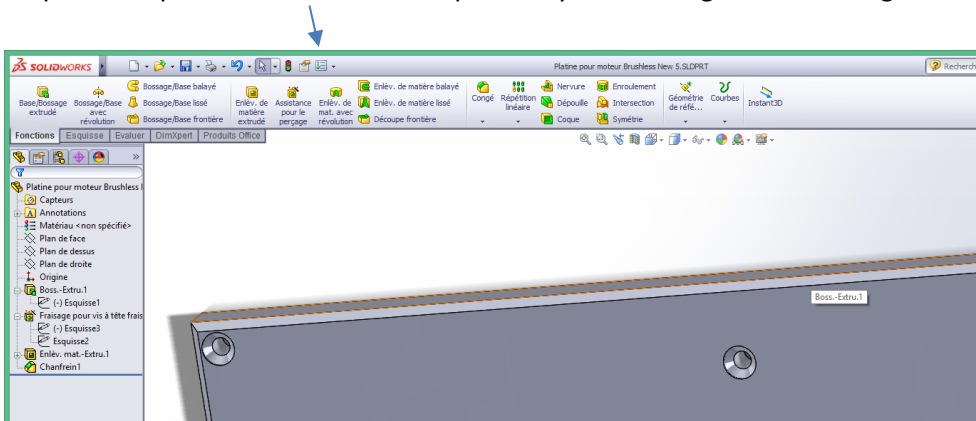 SOLIDWORKS
Platine pour moteur Brushless New 5.SLDPRT
Recherch
Base/Bossage extrudé
Bossage/Base avec révolution
Bossage/Base balayé
Bossage/Base lissé
Bossage/Base frontière
Enlèv. de matière extrudé
Assistance pour le perçage
Enlèv. de mat. avec révolution
Enlèv. de matière balayé
Enlèv. de matière lissé
Découpe frontière
Congé
Répétition linéaire
Nervure
Dépouille
Coque
Enroulement
Intersection
Symétrie
Géométrie de réfé...
Courbes
Instant3D
Fonctions
Esquisse
Evaluer
DimXpert
Produits Office
Platine pour moteur Brushless
Capteurs
Annotations
Matériau <non spécifié>
Plan de face
Plan de dessus
Plan de droite
Origine
Boss.-Extru.1
(-) Esquisse1
Fraisage pour vis à tête frais
(-) Esquisse3
Esquisse2
Enlèv. mat.-Extru.1
Chanfrein1
Boss.-Extru.1